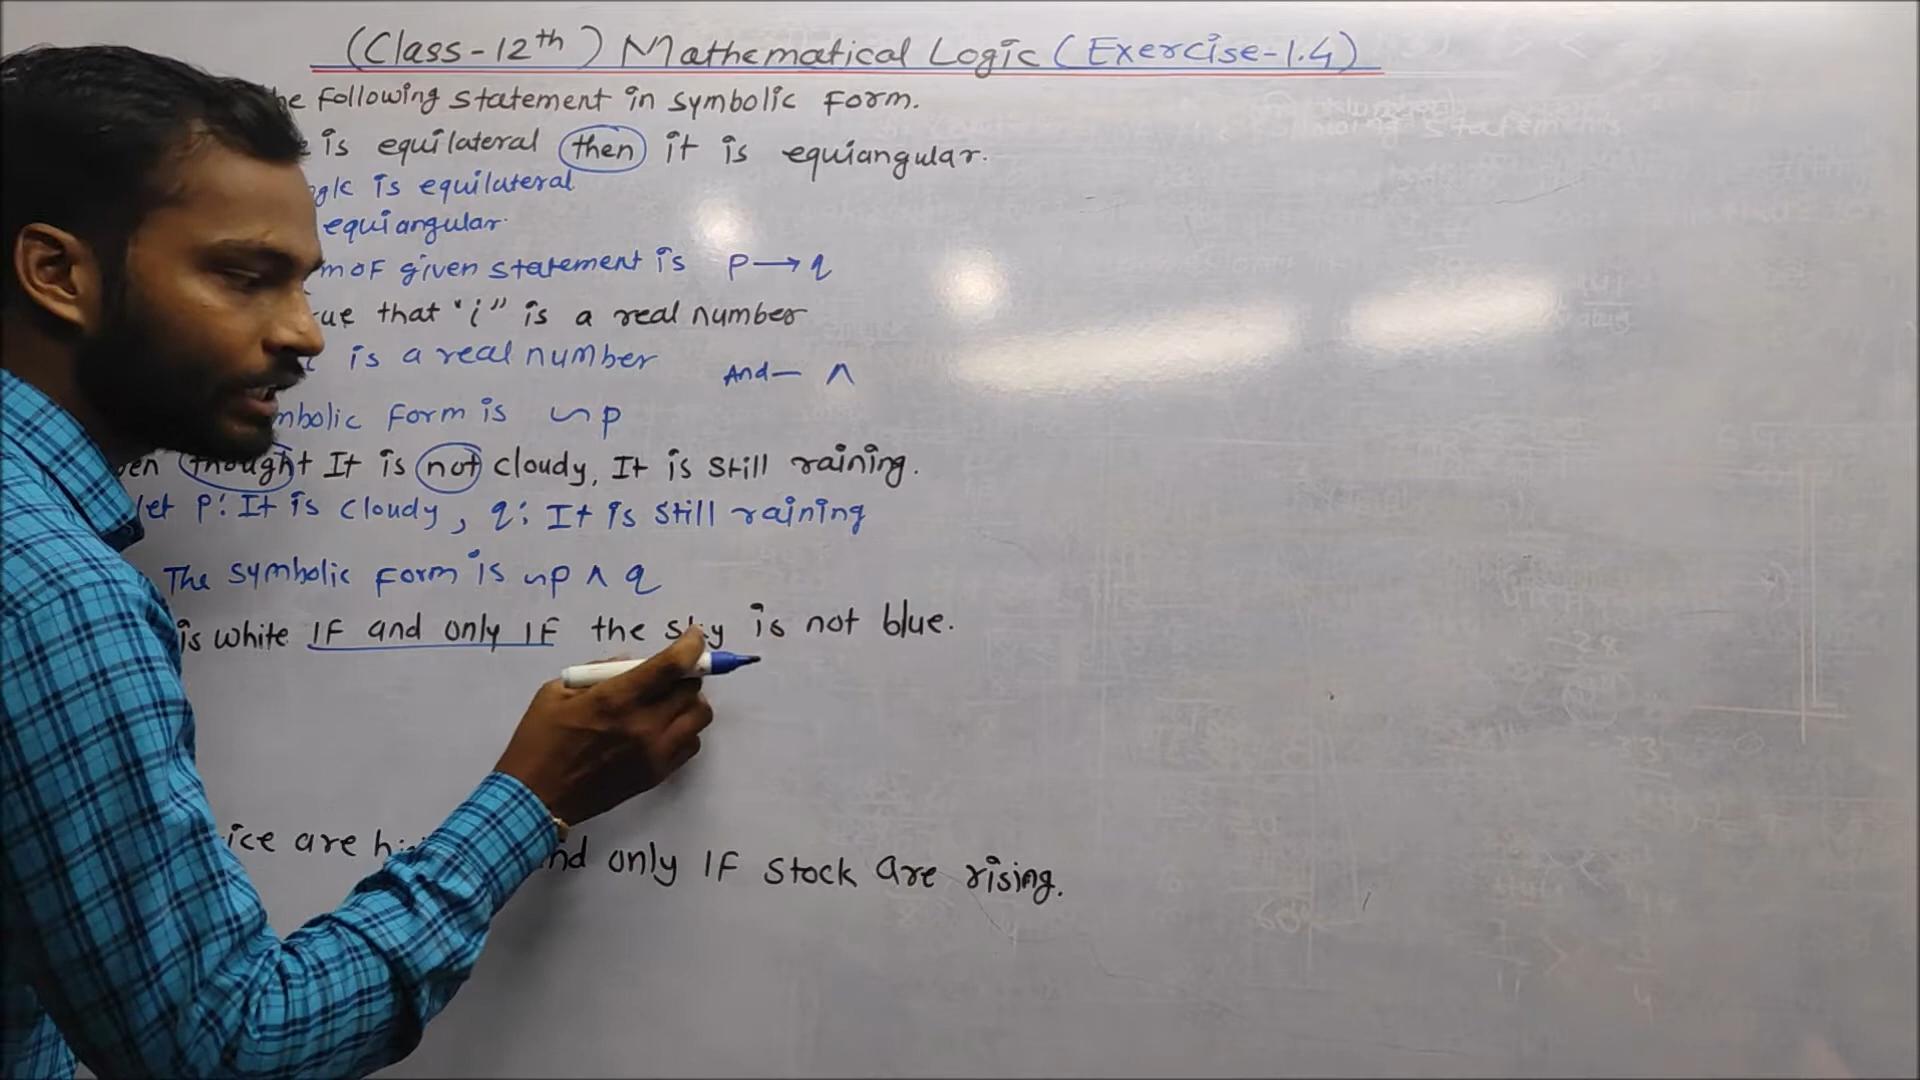 (Class-12th) Mathematical Logic (Exercise-1.4)
he following statement in symbolic form.
is equilateral then it is equiangular.
ngle is equilateral
equiangular.
m of given statement is p → q
rue that "i" is a real number
is a real number
And — ∧
mbolic form is ~p
en thought It is not cloudy, It is still raining.
let p: It is cloudy, q: It is still raining
The symbolic form is ~p ∧ q
is white IF and only IF the sky is not blue.
ice are hi nd only IF stock are rising.